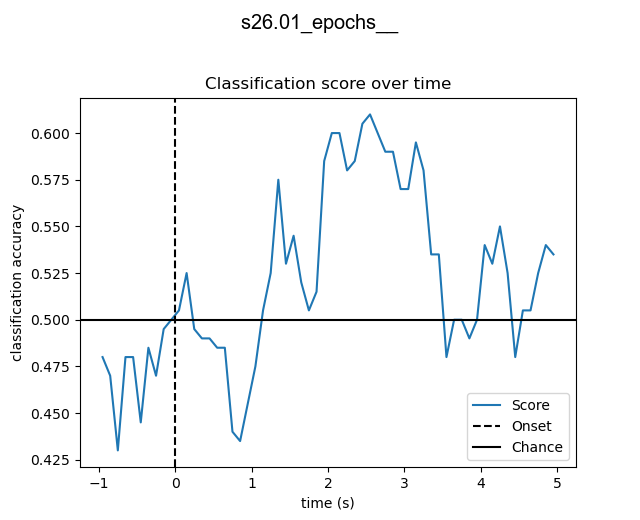 s26.01_epochs__
Classification score over time
classification accuracy
0.600
0.575
0.550
0.525
0.500
0.475
0.450
0.425
−1
0
1
2
3
4
5
time (s)
Score
Onset
Chance